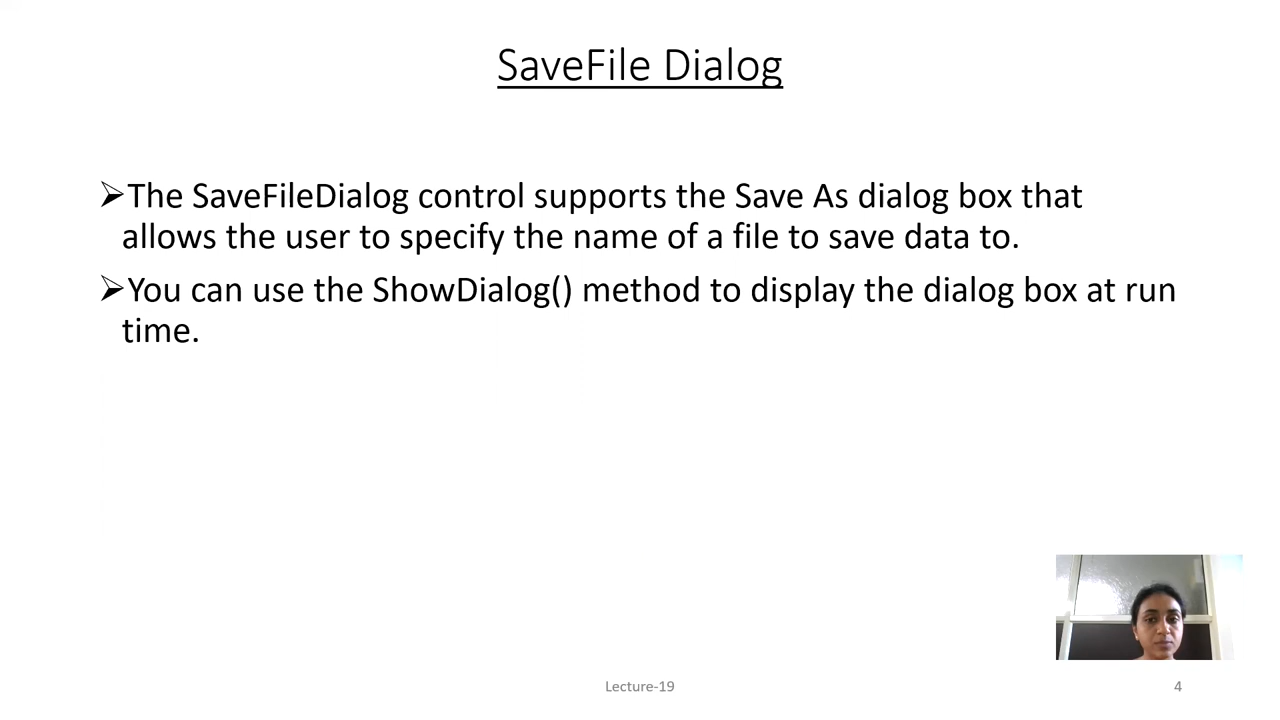 SaveFile Dialog
➢The SaveFileDialog control supports the Save As dialog box that
allows the user to specify the name of a file to save data to.
➢You can use the ShowDialog() method to display the dialog box at run
time.
Lecture-19
4